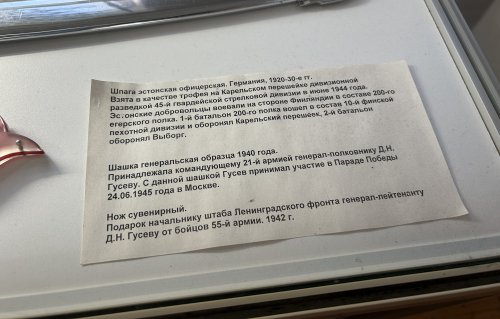 Шпага эстонская офицерская, Германия, 1920-30-е гг.
Взята в качестве трофея на Карельском перешейке дивизионной
разведкой 45-й гвардейской стрелковой дивизии в июне 1944 года.
Эстонские добровольцы воевали на стороне Финляндии в составе 200-го
егерского полка. 1-й батальон 200-го полка вошел в состав 10-й финской
пехотной дивизии и оборонял Карельский перешеек, 2-й батальон
оборонял Выборг.
Шашка генеральская образца 1940 года.
Принадлежала командующему 21-й армией генерал-полковнику Д.Н.
Гусеву. С данной шашкой Гусев принимал участие в Параде Победы
24.06.1945 года в Москве.
Нож сувенирный.
Подарок начальнику штаба Ленинградского фронта генерал-лейтенанту
Д.Н. Гусеву от бойцов 55-й армии. 1942 г.